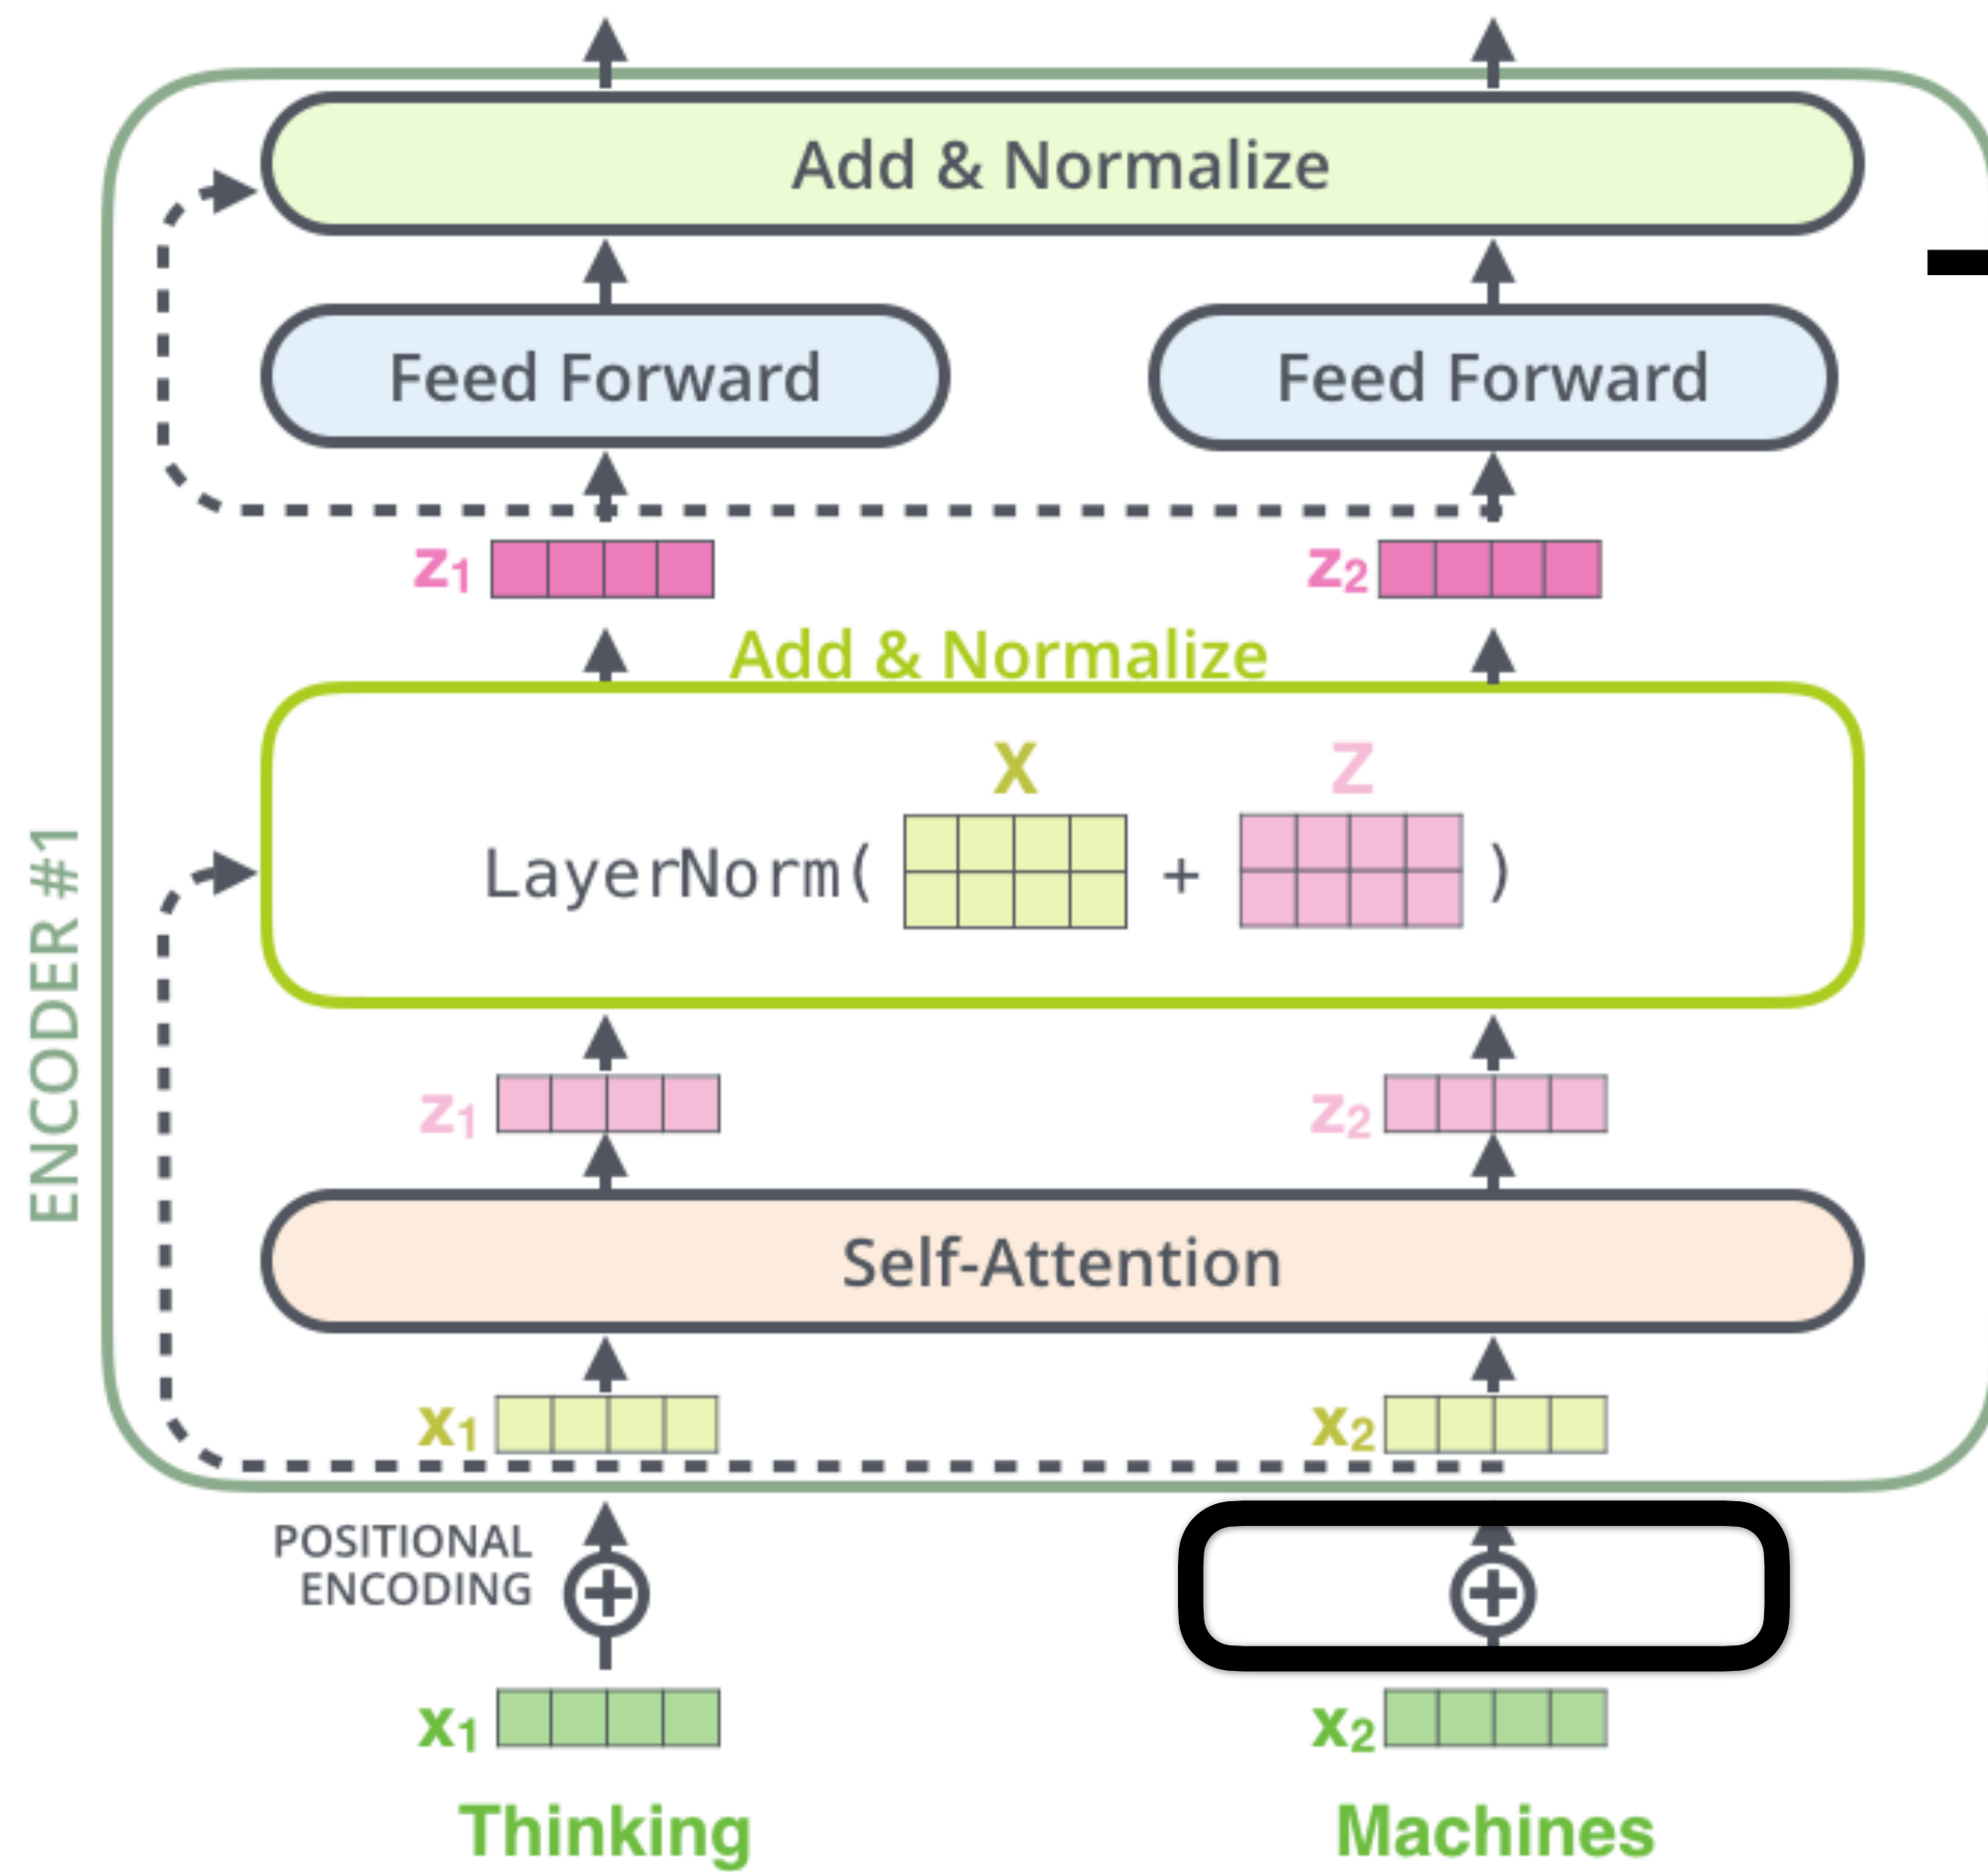 Add & Normalize
Feed Forward Feed Forward
z1 z2
Add & Normalize
X Z
LayerNorm( + )
z1 z2
ENCODER #1
Self-Attention
x1 x2
POSITIONAL
ENCODING
x1 x2
Thinking Machines